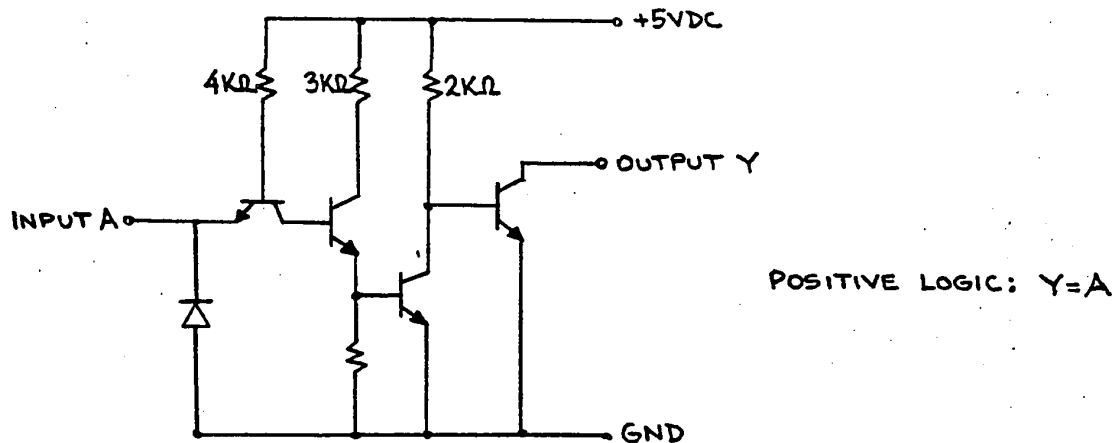 +5VDC
4KΩ
3KΩ
2KΩ
OUTPUT Y
INPUT A
POSITIVE LOGIC: Y=A
GND